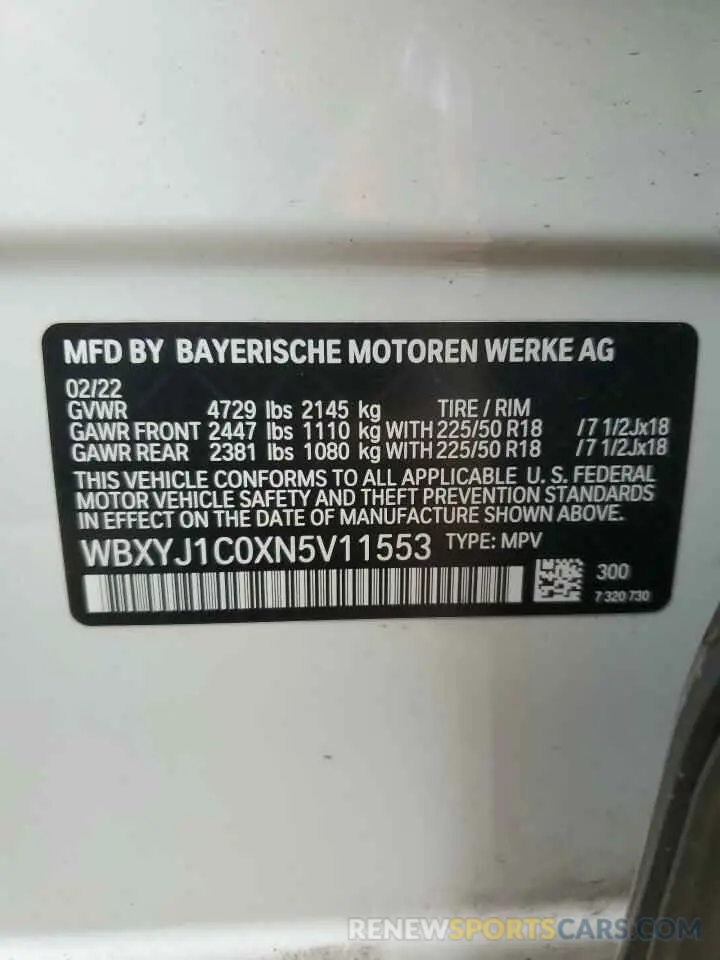 MFD BY BAYERISCHE MOTOREN WERKE AG
02/22
GVWR 4729 lbs 2145 kg TIRE / RIM
GAWR FRONT 2447 lbs 1110 kg WITH 225/50 R18 /7 1/2Jx18
GAWR REAR 2381 lbs 1080 kg WITH 225/50 R18 /7 1/2Jx18
THIS VEHICLE CONFORMS TO ALL APPLICABLE U. S. FEDERAL
MOTOR VEHICLE SAFETY AND THEFT PREVENTION STANDARDS
IN EFFECT ON THE DATE OF MANUFACTURE SHOWN ABOVE.
WBXYJ1C0XN5V11553 TYPE: MPV
300
7 320 730
RENEWSPORTSCARS.COM